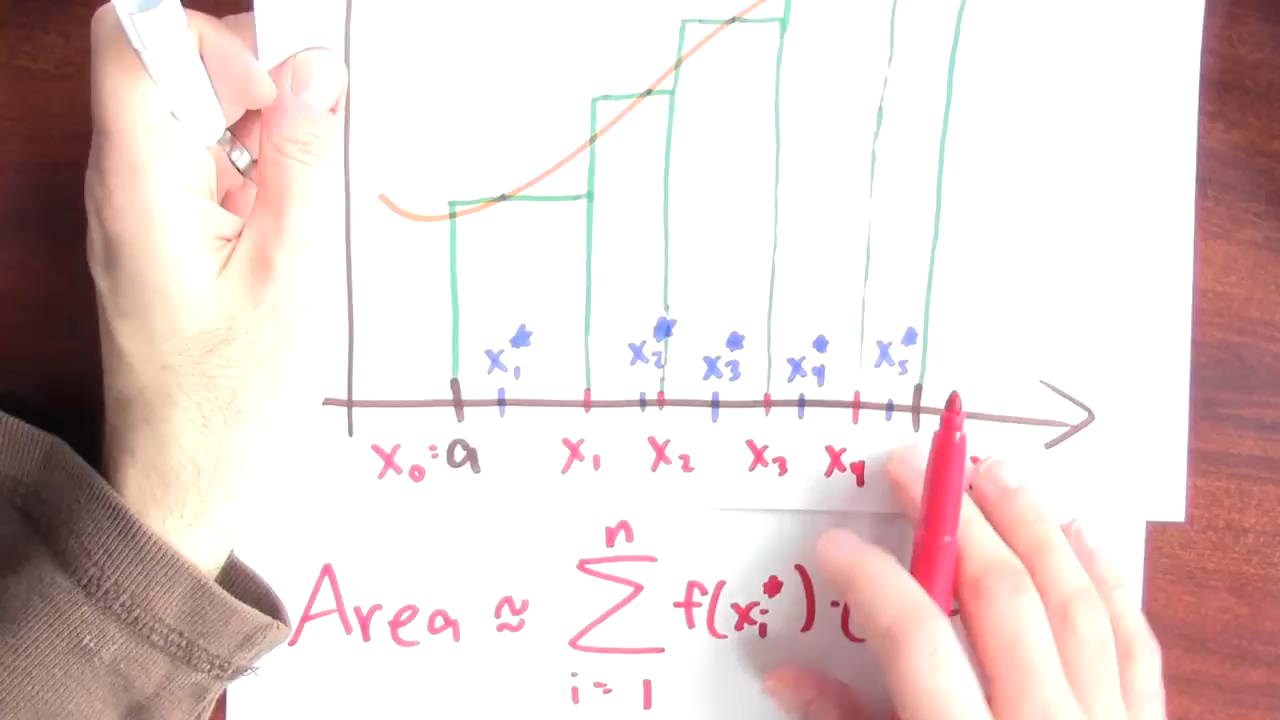 x₁* x₂* x₃* x₄* x₅*
x₀ = a x₁ x₂ x₃ x₄
n
Area ≈ Σ f(xᵢ*) · (
i = 1